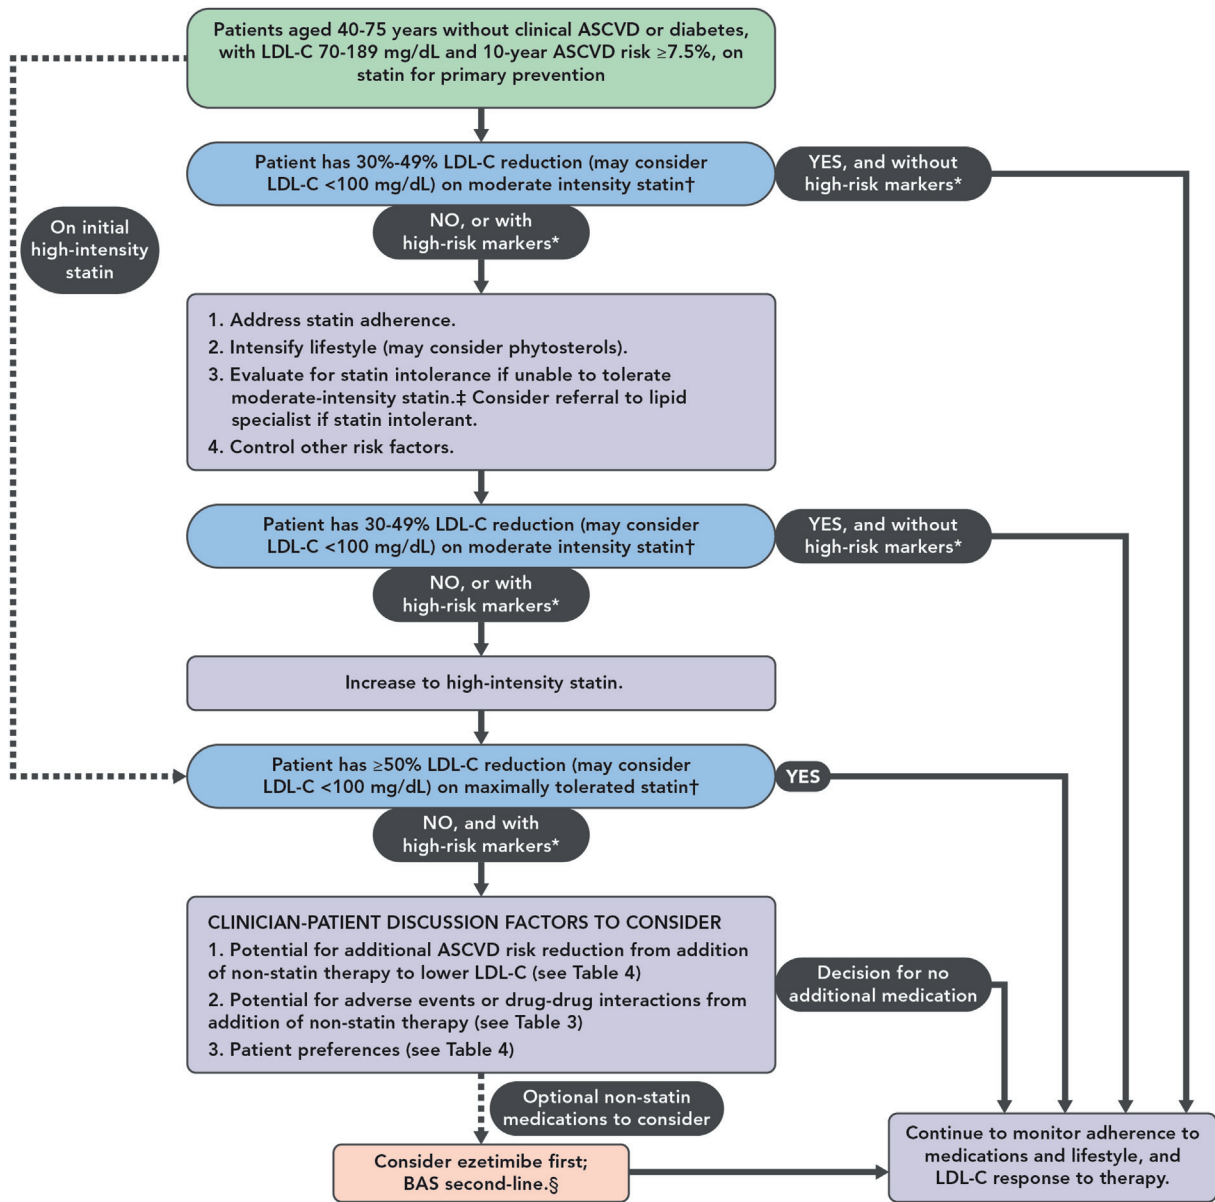 Patients aged 40-75 years without clinical ASCVD or diabetes,
with LDL-C 70-189 mg/dL and 10-year ASCVD risk ≥7.5%, on
statin for primary prevention
Patient has 30%-49% LDL-C reduction (may consider
LDL-C <100 mg/dL) on moderate intensity statin†
YES, and without
high-risk markers*
NO, or with
high-risk markers*
On initial
high-intensity
statin
1. Address statin adherence.
2. Intensify lifestyle (may consider phytosterols).
3. Evaluate for statin intolerance if unable to tolerate
moderate-intensity statin.‡ Consider referral to lipid
specialist if statin intolerant.
4. Control other risk factors.
Patient has 30-49% LDL-C reduction (may consider
LDL-C <100 mg/dL) on moderate intensity statin†
YES, and without
high-risk markers*
NO, or with
high-risk markers*
Increase to high-intensity statin.
Patient has ≥50% LDL-C reduction (may consider
LDL-C <100 mg/dL) on maximally tolerated statin†
YES
NO, and with
high-risk markers*
CLINICIAN-PATIENT DISCUSSION FACTORS TO CONSIDER
1. Potential for additional ASCVD risk reduction from addition
of non-statin therapy to lower LDL-C (see Table 4)
2. Potential for adverse events or drug-drug interactions from
addition of non-statin therapy (see Table 3)
3. Patient preferences (see Table 4)
Decision for no
additional medication
Optional non-statin
medications to consider
Consider ezetimibe first;
BAS second-line.§
Continue to monitor adherence to
medications and lifestyle, and
LDL-C response to therapy.